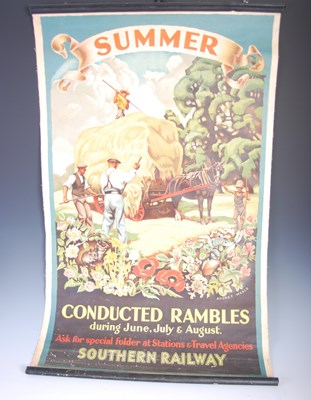 SUMMER
CONDUCTED RAMBLES
during June, July & August.
Ask for special folder at Stations & Travel Agencies
SOUTHERN RAILWAY